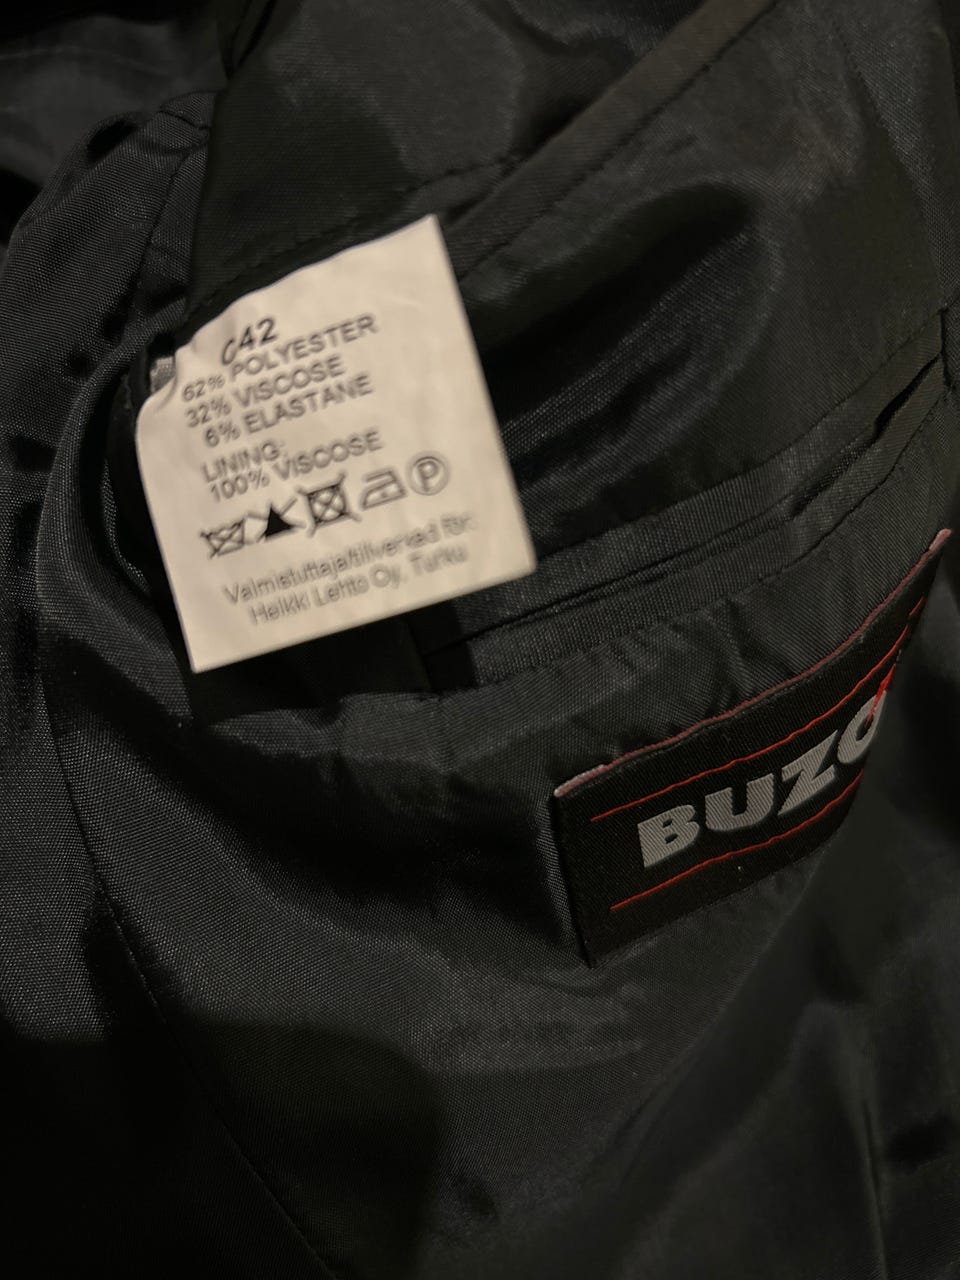 C42
62% POLYESTER
32% VISCOSE
6% ELASTANE
LINING:
100% VISCOSE
P
Valmistuttaja/tillverkad för:
Heikki Lehto Oy, Turku
BUZO